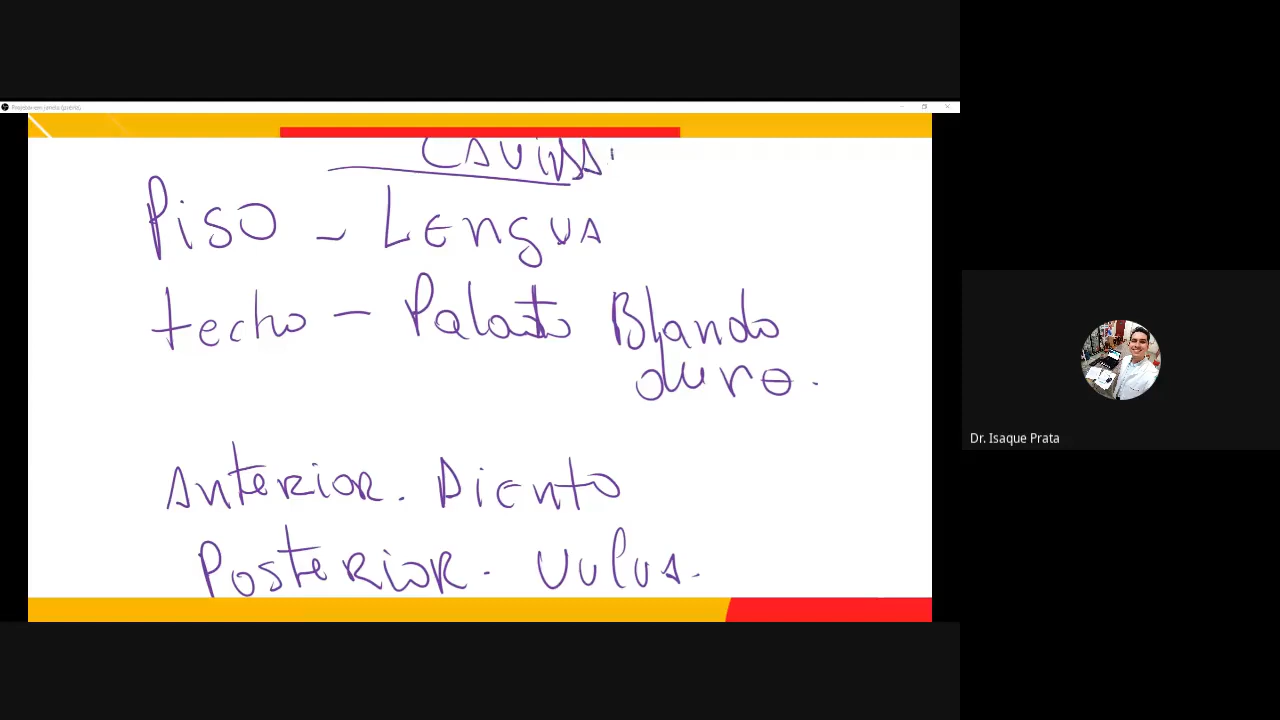 Piso - Lengua
techo - Palato Blando
duro.
Anterior. Diento
Posterior. Uvula.
Dr. Isaque Prata